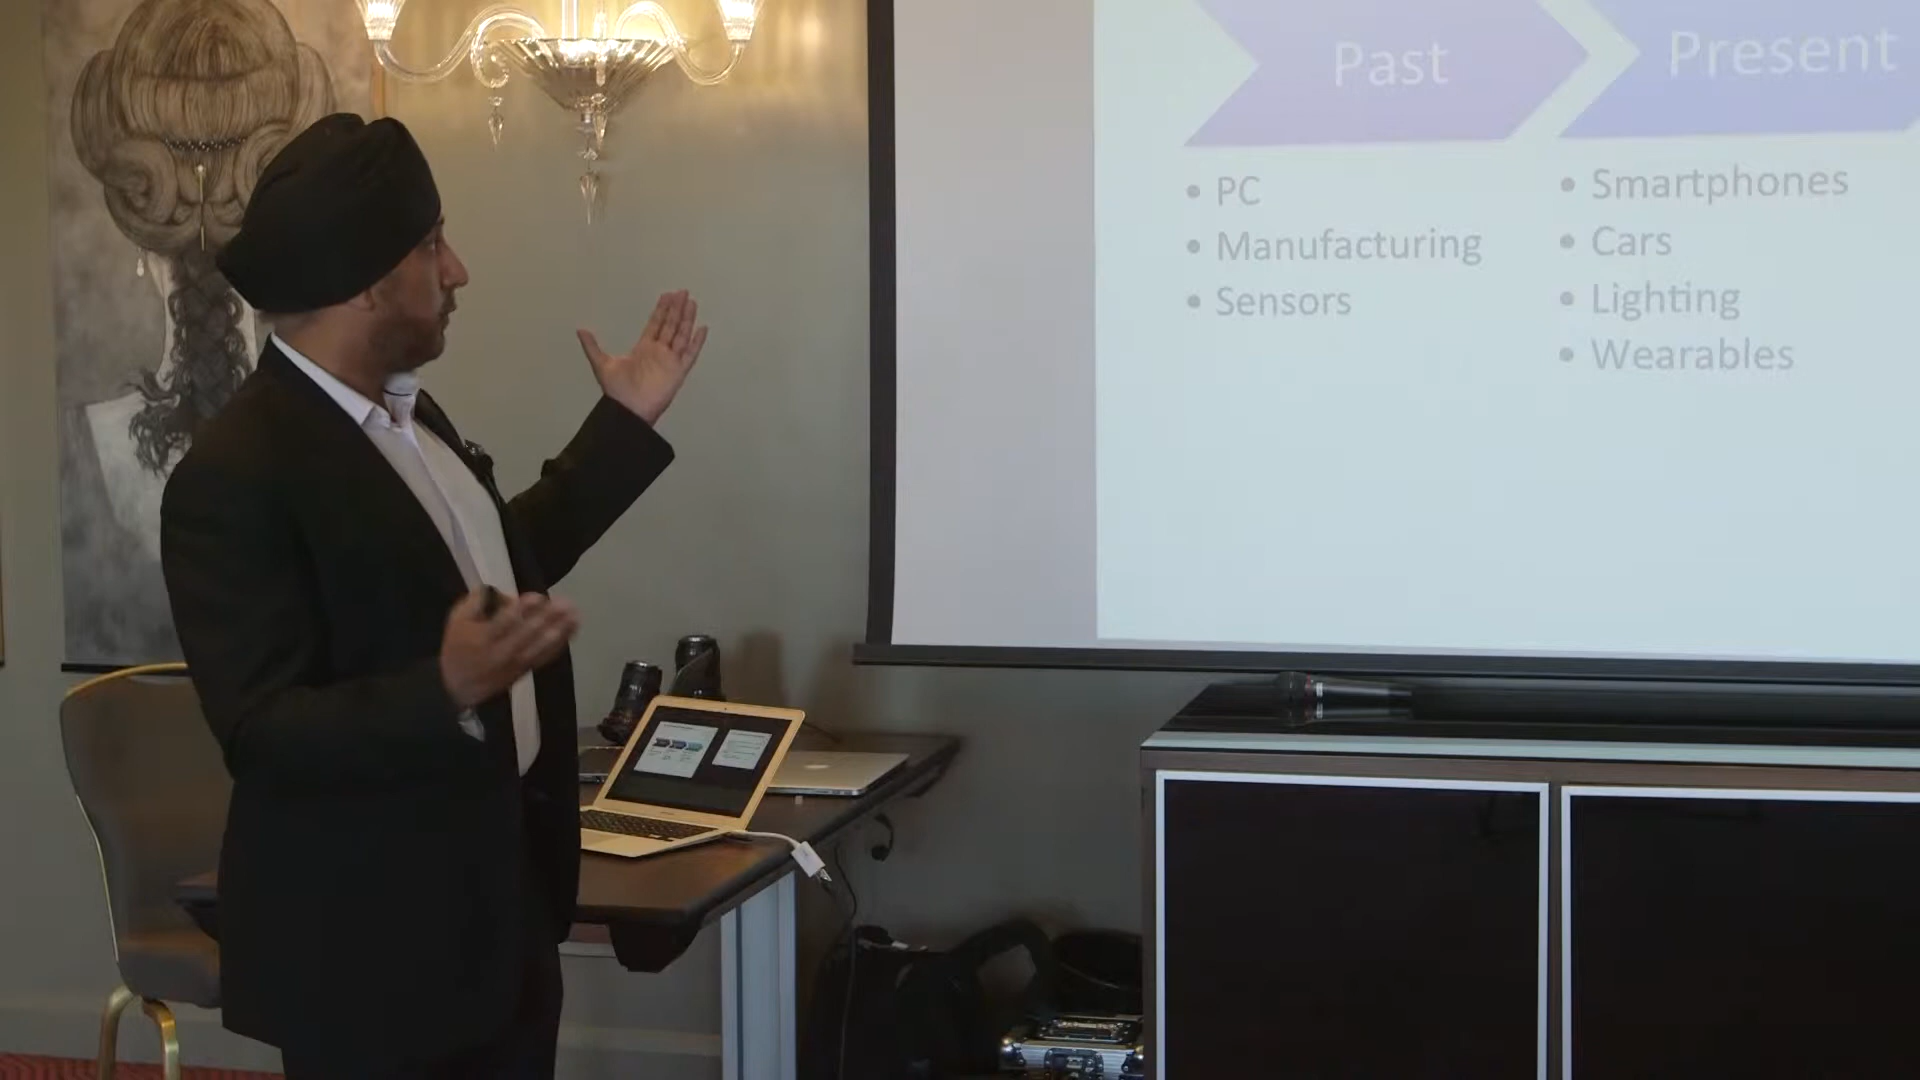 Past
Present
• PC
• Manufacturing
• Sensors
• Smartphones
• Cars
• Lighting
• Wearables